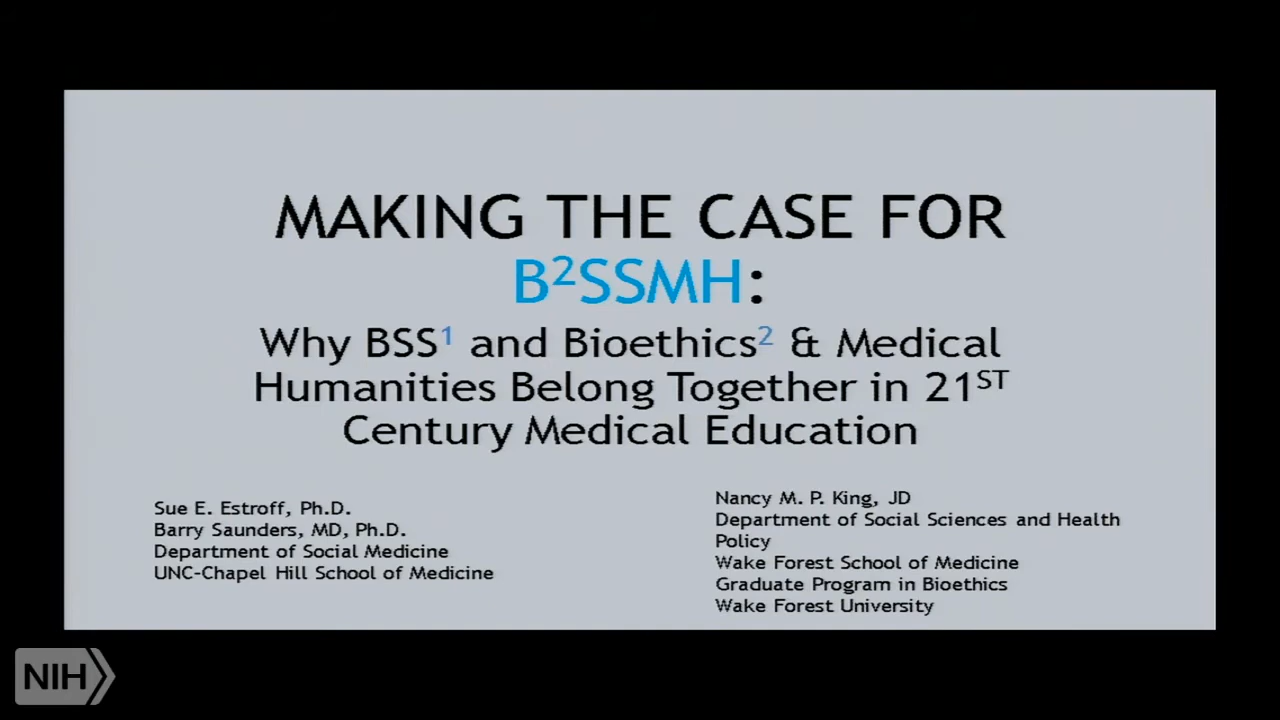 MAKING THE CASE FOR
B²SSMH:
Why BSS¹ and Bioethics² & Medical
Humanities Belong Together in 21ST
Century Medical Education
Sue E. Estroff, Ph.D.
Barry Saunders, MD, Ph.D.
Department of Social Medicine
UNC-Chapel Hill School of Medicine
Nancy M. P. King, JD
Department of Social Sciences and Health
Policy
Wake Forest School of Medicine
Graduate Program in Bioethics
Wake Forest University
NIH